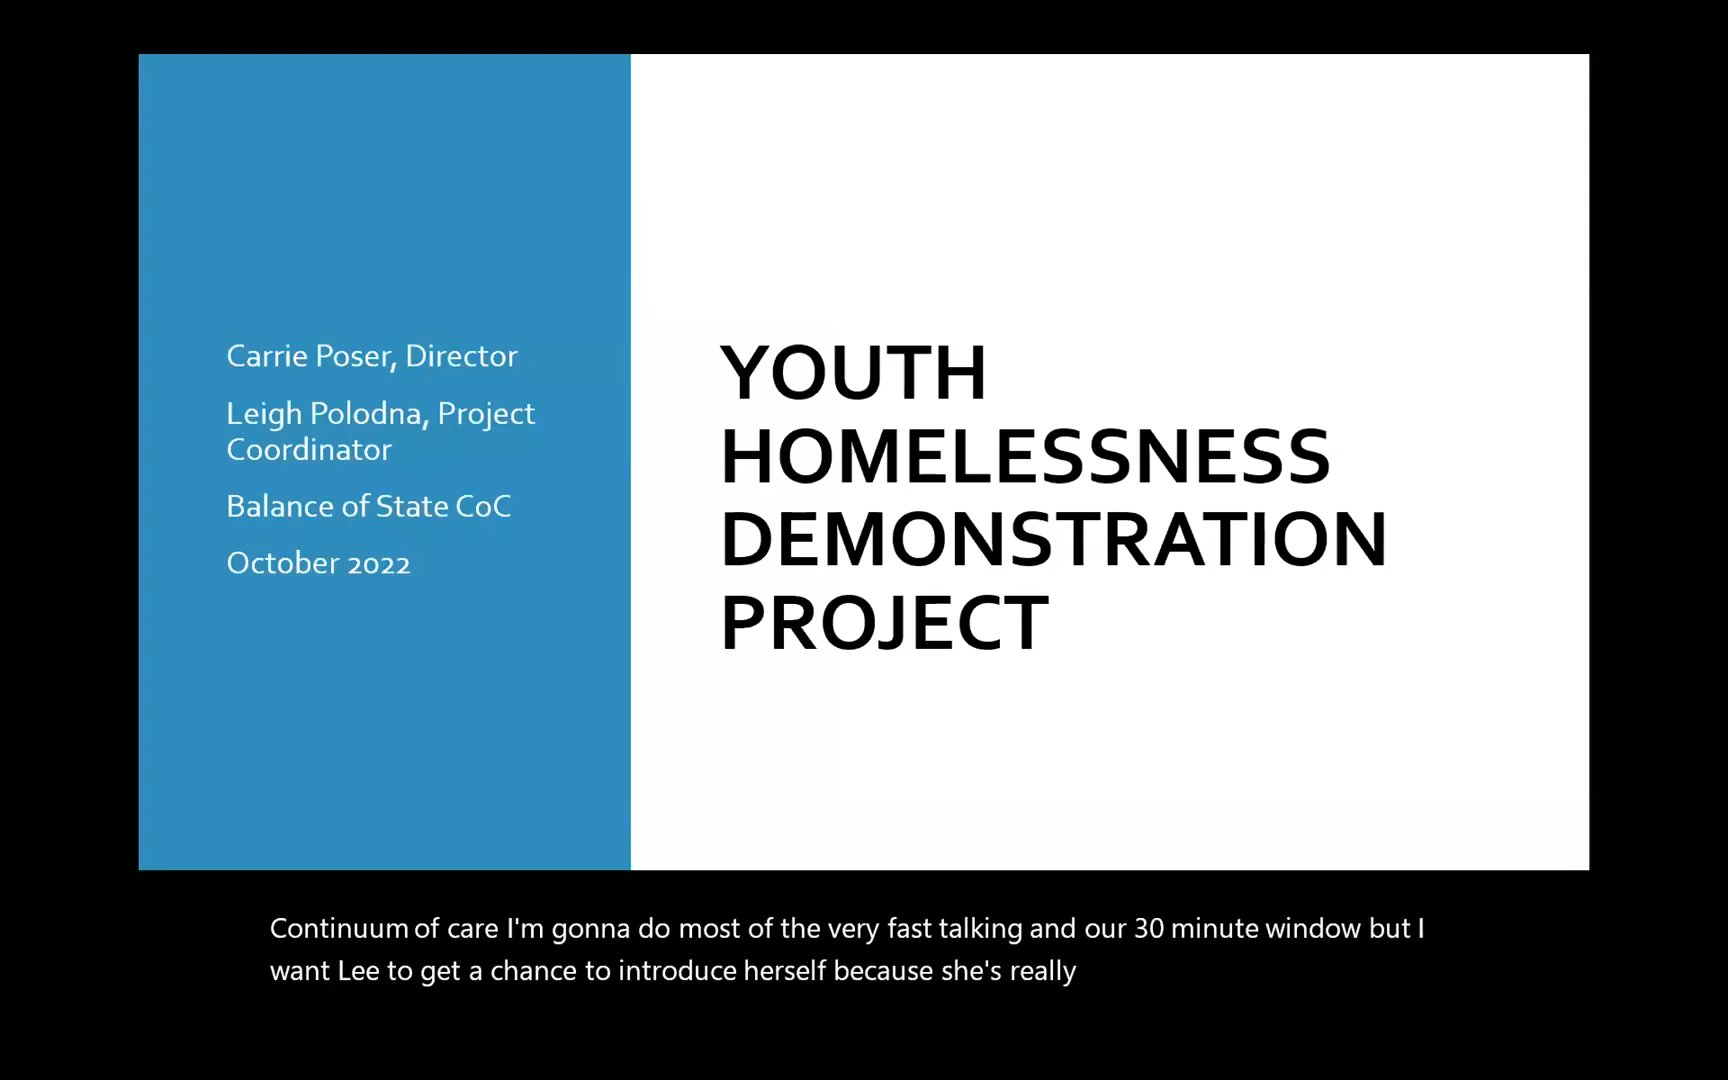 Carrie Poser, Director
Leigh Polodna, Project
Coordinator
Balance of State CoC
October 2022
YOUTH
HOMELESSNESS
DEMONSTRATION
PROJECT
Continuum of care I'm gonna do most of the very fast talking and our 30 minute window but I
want Lee to get a chance to introduce herself because she's really